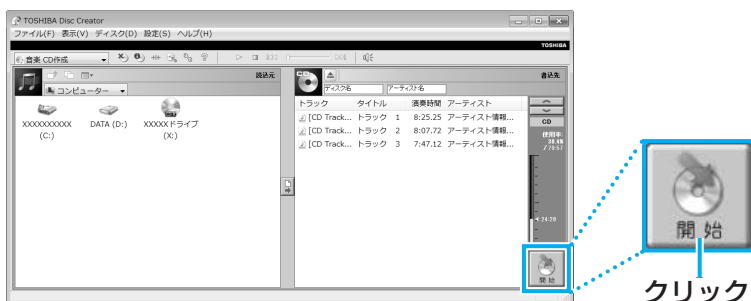 TOSHIBA Disc Creator
ファイル(F) 表示(V) ディスク(D) 設定(S) ヘルプ(H)
TOSHIBA
音楽 CD作成
読込元
コンピューター
書込先
ディスク名 アーティスト名
XXXXXXXXXX
(C:)
DATA (D:)
XXXXXドライブ
(X:)
トラック タイトル 演奏時間 アーティスト
[CD Track... トラック 1 8:25.25 アーティスト情報...
[CD Track... トラック 2 8:07.72 アーティスト情報...
[CD Track... トラック 3 7:47.12 アーティスト情報...
CD
使用率:
30.4%
/ 79:57
24:20
開始
開始
クリック